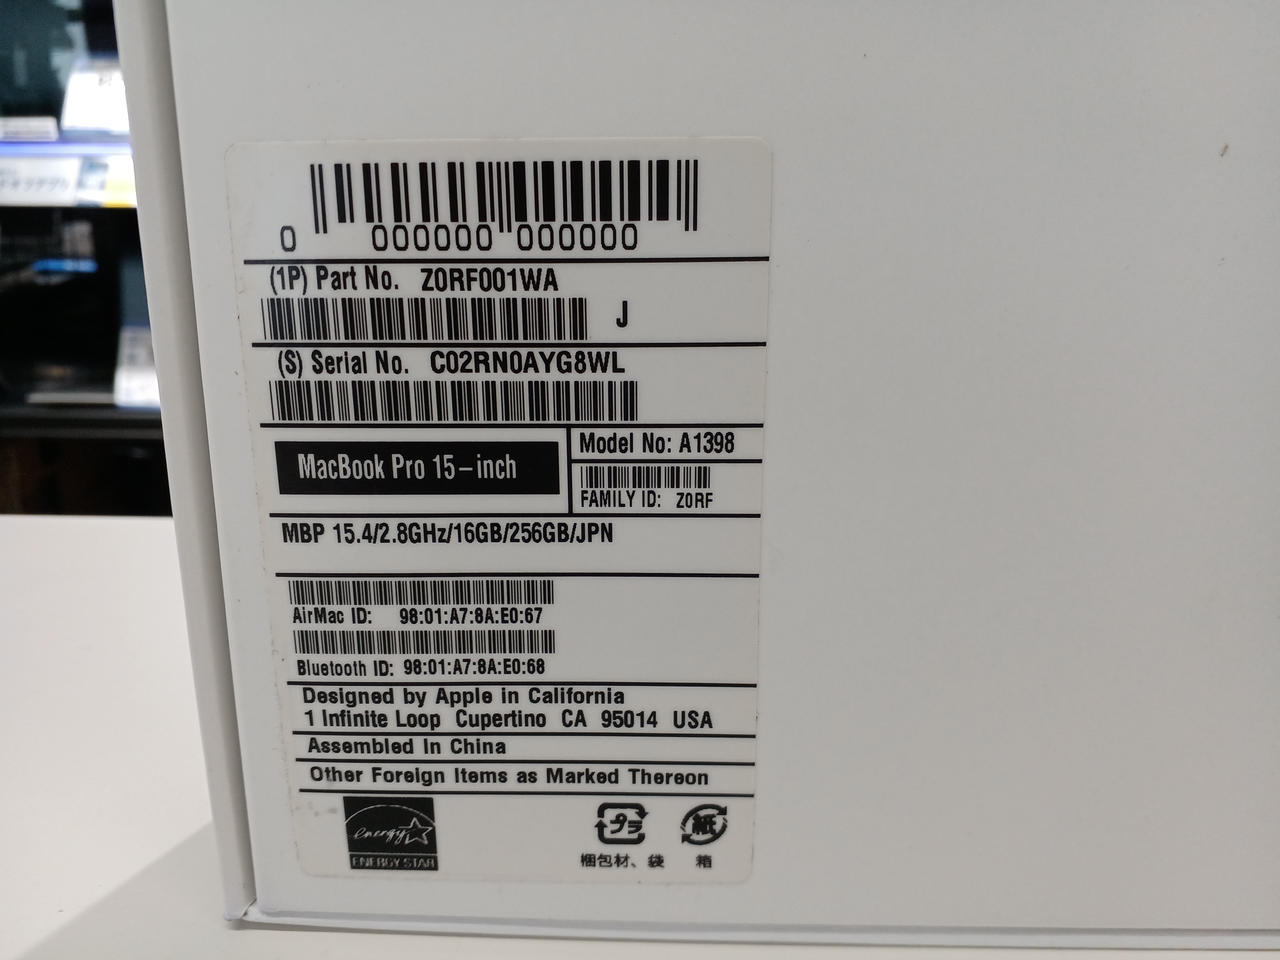 0 000000 000000
(1P) Part No. Z0RF001WA
J
(S) Serial No. C02RN0AYG8WL
MacBook Pro 15-inch
Model No: A1398
FAMILY ID: Z0RF
MBP 15.4/2.8GHz/16GB/256GB/JPN
AirMac ID: 98:01:A7:8A:E0:67
Bluetooth ID: 98:01:A7:8A:E0:68
Designed by Apple in California
1 Infinite Loop Cupertino CA 95014 USA
Assembled in China
Other Foreign Items as Marked Thereon
energy
ENERGY STAR
プラ
紙
梱包材、袋
箱